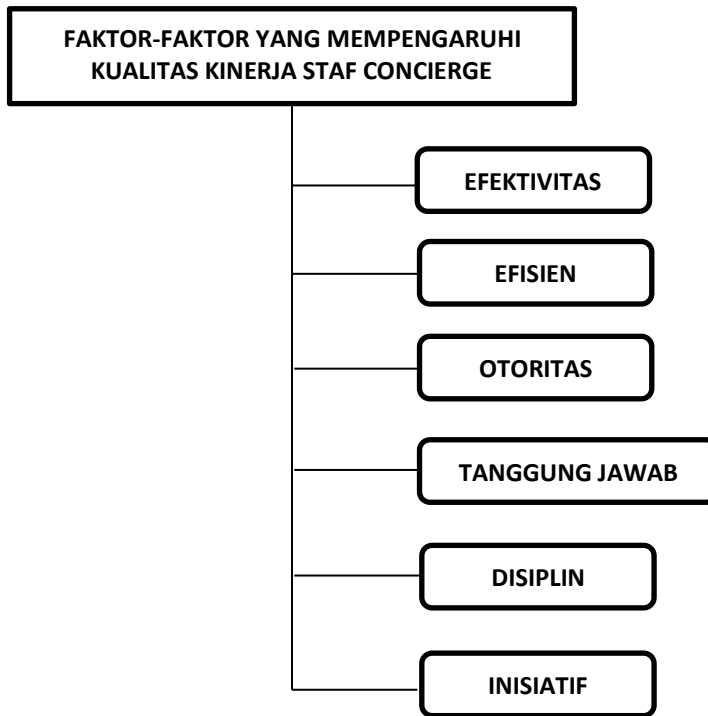 FAKTOR-FAKTOR YANG MEMPENGARUHI
KUALITAS KINERJA STAF CONCIERGE
EFEKTIVITAS
EFISIEN
OTORITAS
TANGGUNG JAWAB
DISIPLIN
INISIATIF